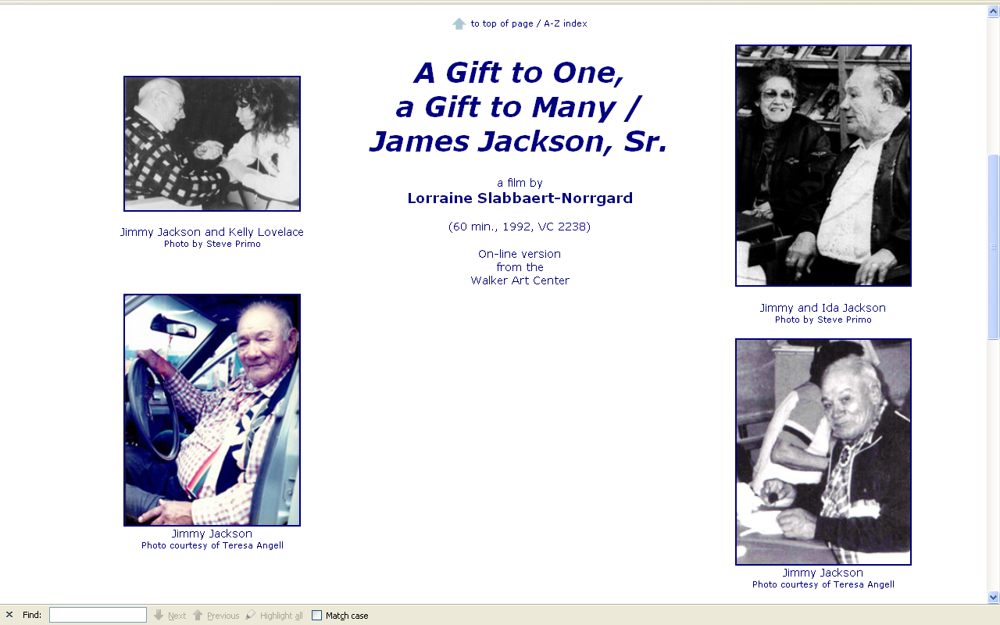 to top of page / A-Z index
A Gift to One,
a Gift to Many /
James Jackson, Sr.
a film by
Lorraine Slabbaert-Norrgard
(60 min., 1992, VC 2238)
On-line version
from the
Walker Art Center
Jimmy Jackson and Kelly Lovelace
Photo by Steve Primo
Jimmy Jackson
Photo courtesy of Teresa Angell
Jimmy and Ida Jackson
Photo by Steve Primo
Jimmy Jackson
Photo courtesy of Teresa Angell
Find: Next Previous Highlight all Match case